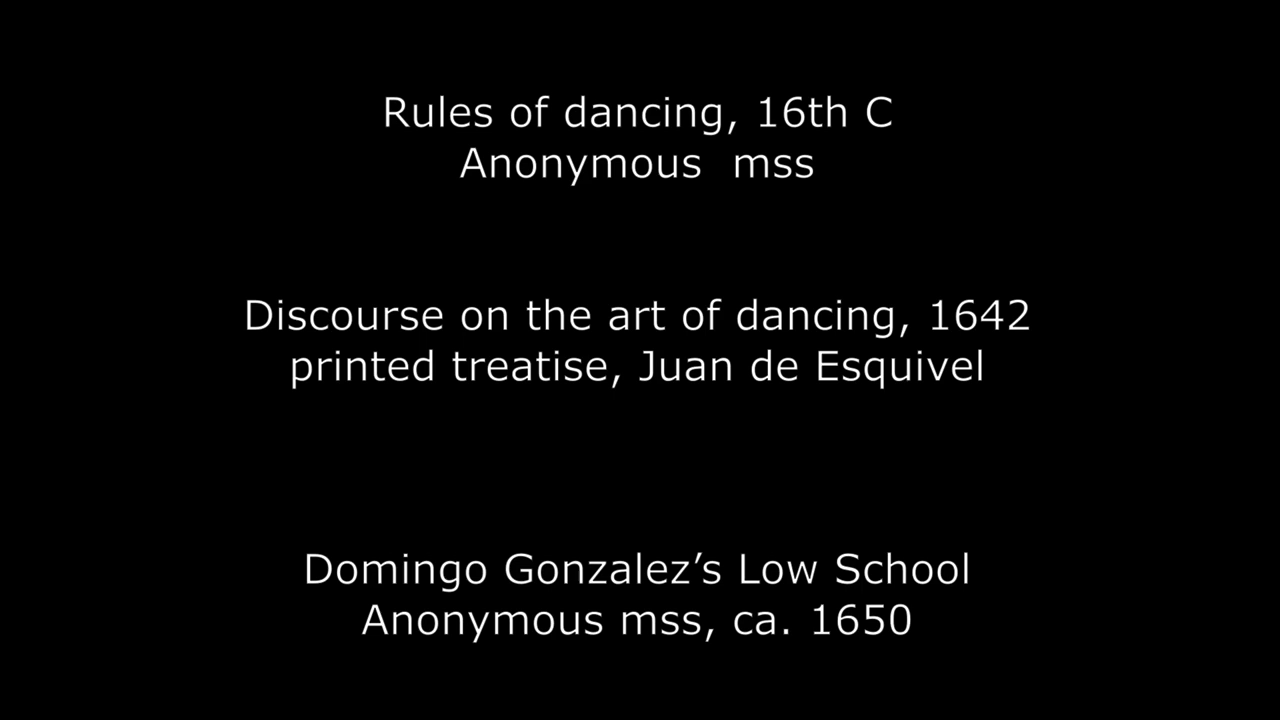 Rules of dancing, 16th C
Anonymous  mss
Discourse on the art of dancing, 1642
printed treatise, Juan de Esquivel
Domingo Gonzalez’s Low School
Anonymous mss, ca. 1650